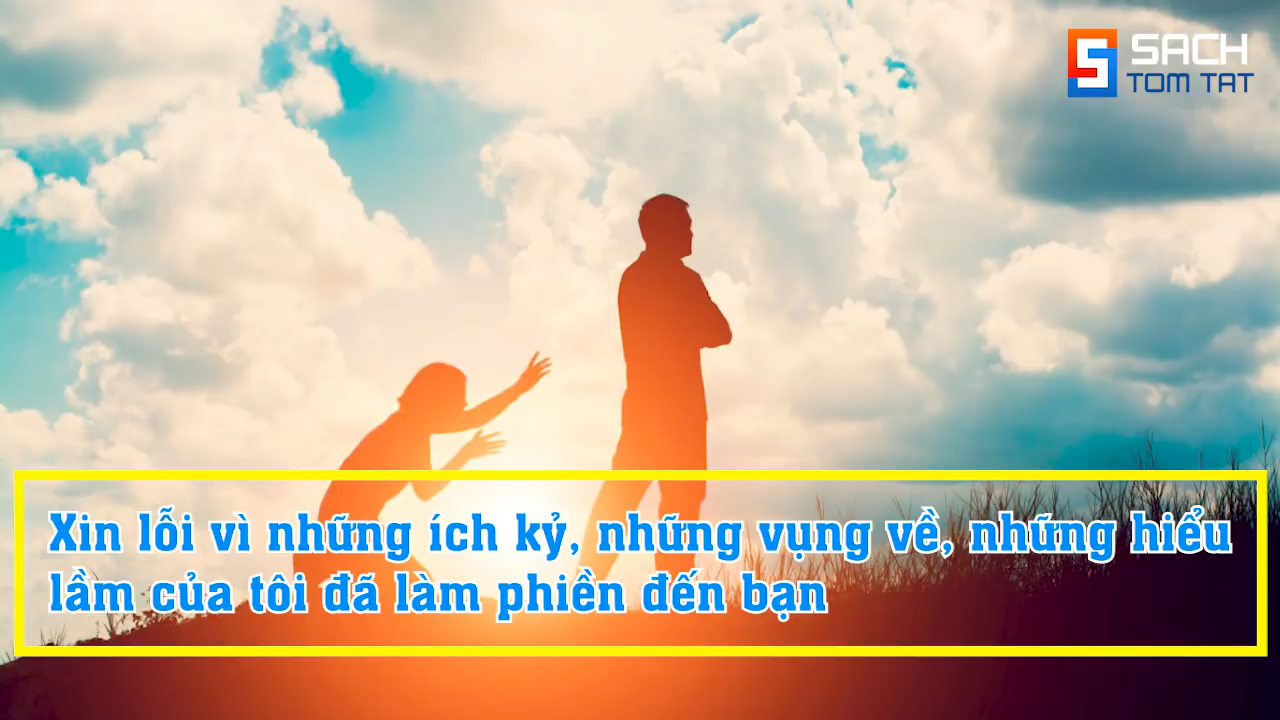 SACH
TOM TAT
Xin lỗi vì những ích kỷ, những vụng về, những hiểu
lầm của tôi đã làm phiền đến bạn